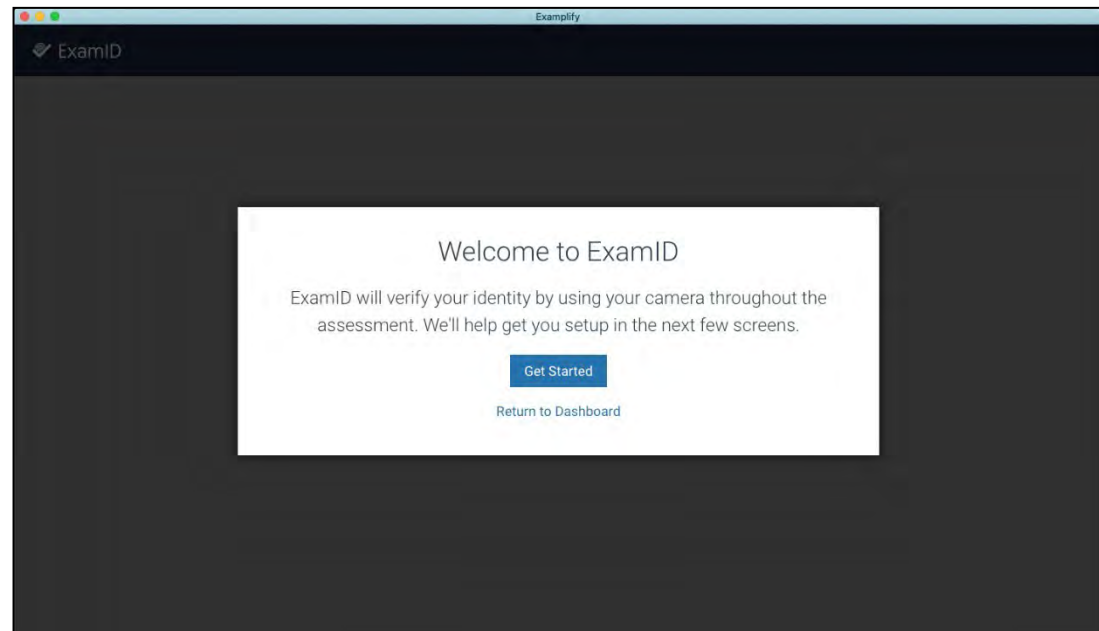 Examplify
ExamID
Welcome to ExamID
ExamID will verify your identity by using your camera throughout the
assessment. We'll help get you setup in the next few screens.
Get Started
Return to Dashboard